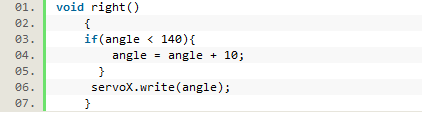 01. void right()
02. {
03. if(angle < 140){
04. angle = angle + 10;
05. }
06. servoX.write(angle);
07. }